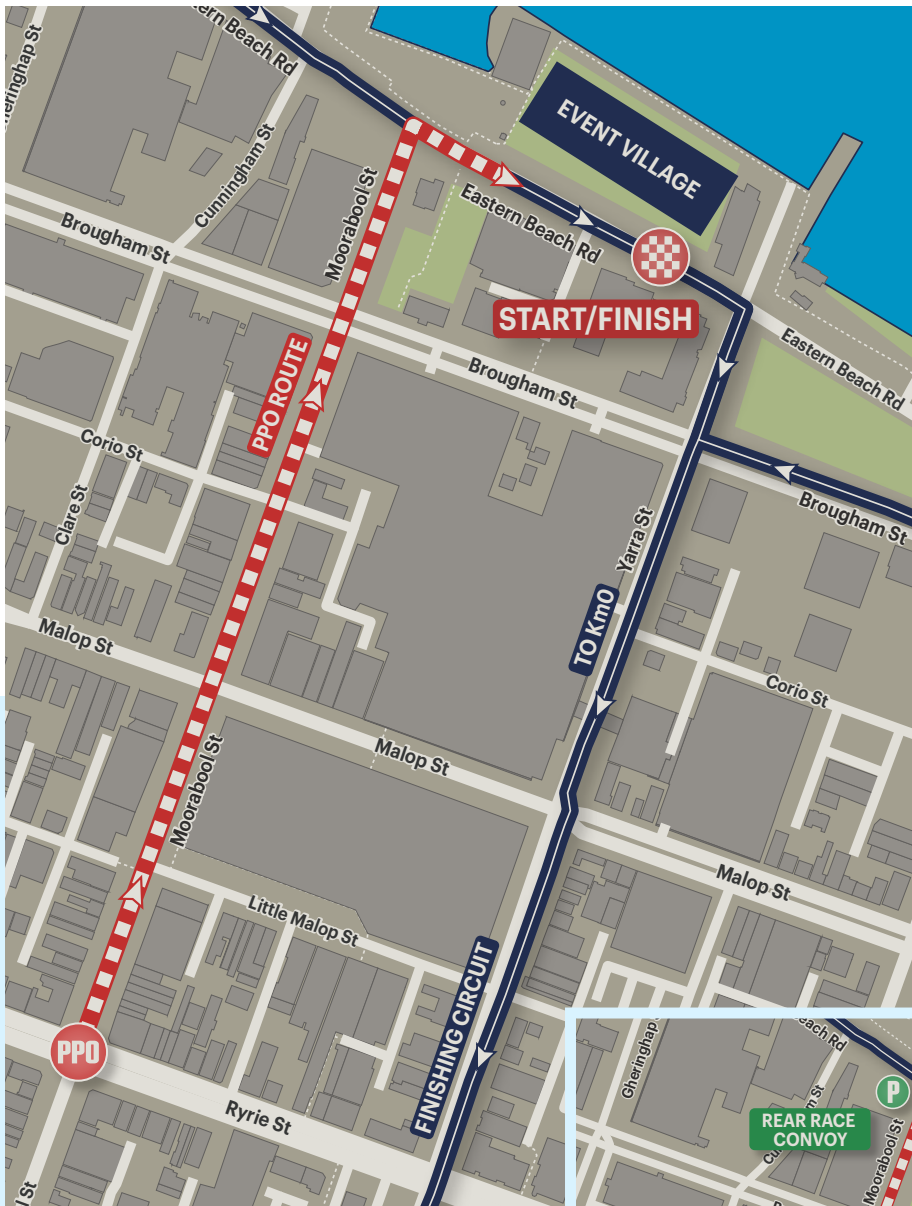 Eastern Beach Rd
Gheringhap St
Cunningham St
Moorabool St
EVENT VILLAGE
Eastern Beach Rd
Brougham St
START/FINISH
Eastern Beach Rd
PPO ROUTE
Brougham St
Corio St
Clare St
Brougham St
Yarra St
TO Km0
Malop St
Corio St
Moorabool St
Malop St
Malop St
Little Malop St
FINISHING CIRCUIT
PPO
Ryrie St
l St
Gheringhap
each Rd
P
m St
REAR RACE
CONVOY
Cu
Moorabool St